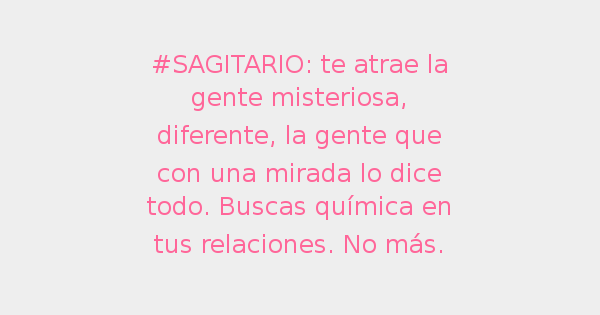 #SAGITARIO: te atrae la
gente misteriosa,
diferente, la gente que
con una mirada lo dice
todo. Buscas química en
tus relaciones. No más.